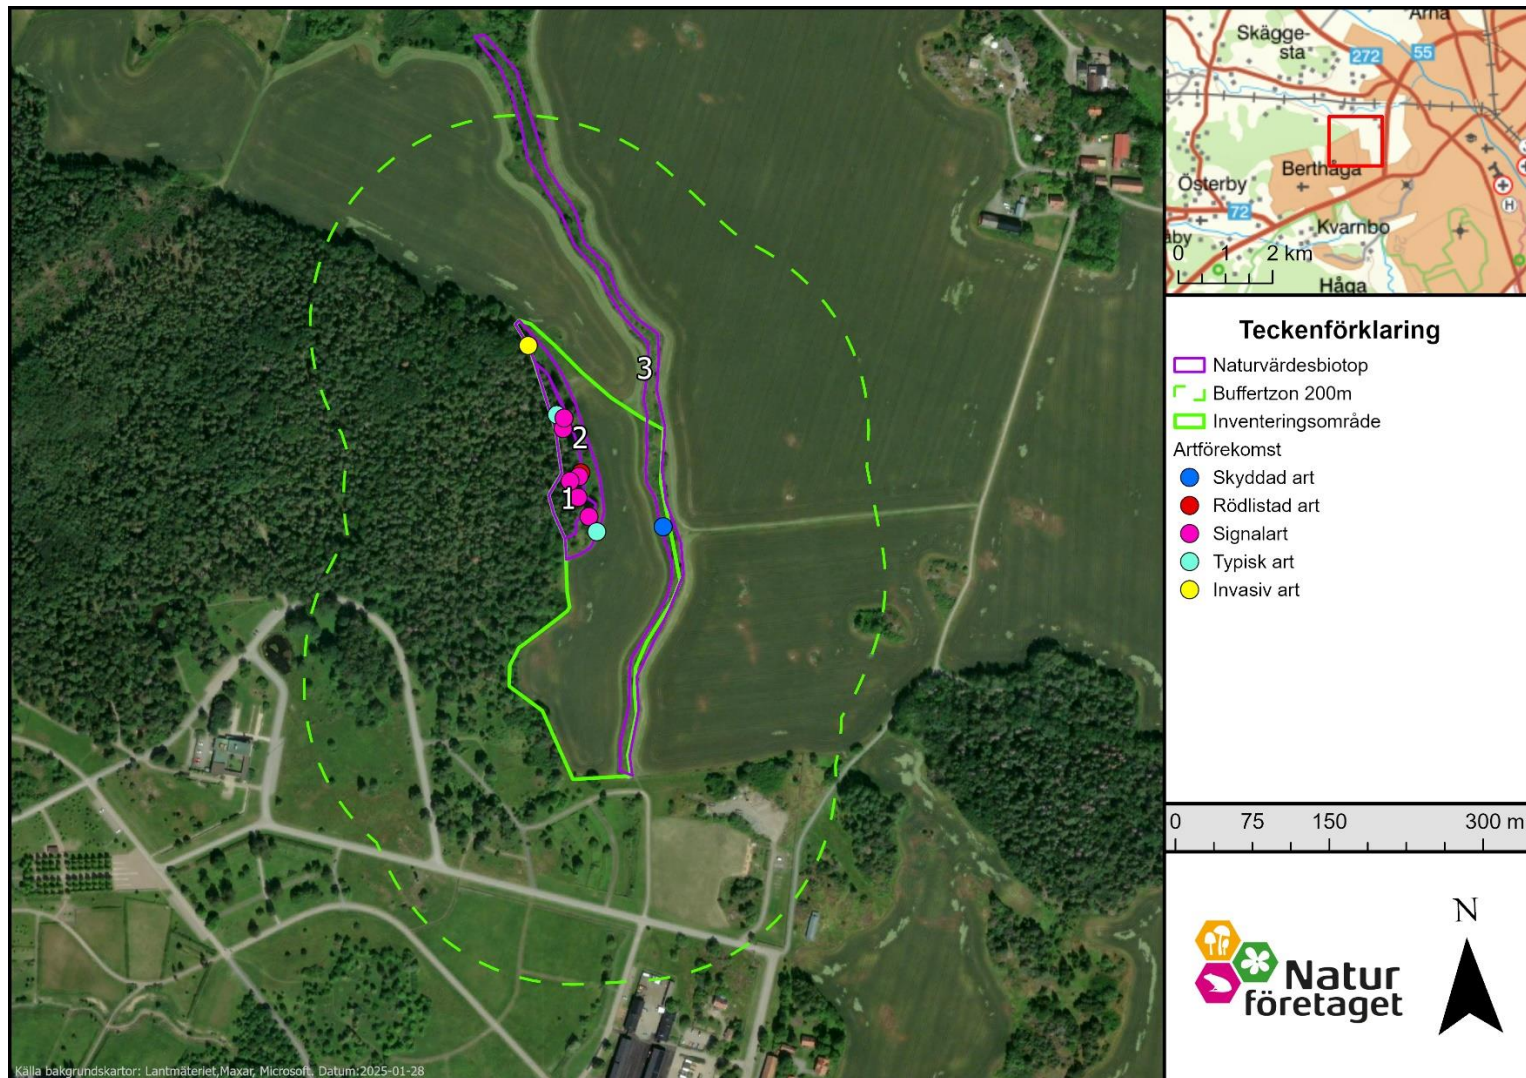 3
2
1
Källa bakgrundskartor: Lantmäteriet,Maxar, Microsoft. Datum:2025-01-28
Ärna
Skägge-
sta
272
55
Berthåga
Österby
72
Kvarnbo
H
Håga
0 1 2 km
Teckenförklaring
Naturvärdesbiotop
Buffertzon 200m
Inventeringsområde
Artförekomst
Skyddad art
Rödlistad art
Signalart
Typisk art
Invasiv art
0 75 150 300 m
Natur
företaget
N